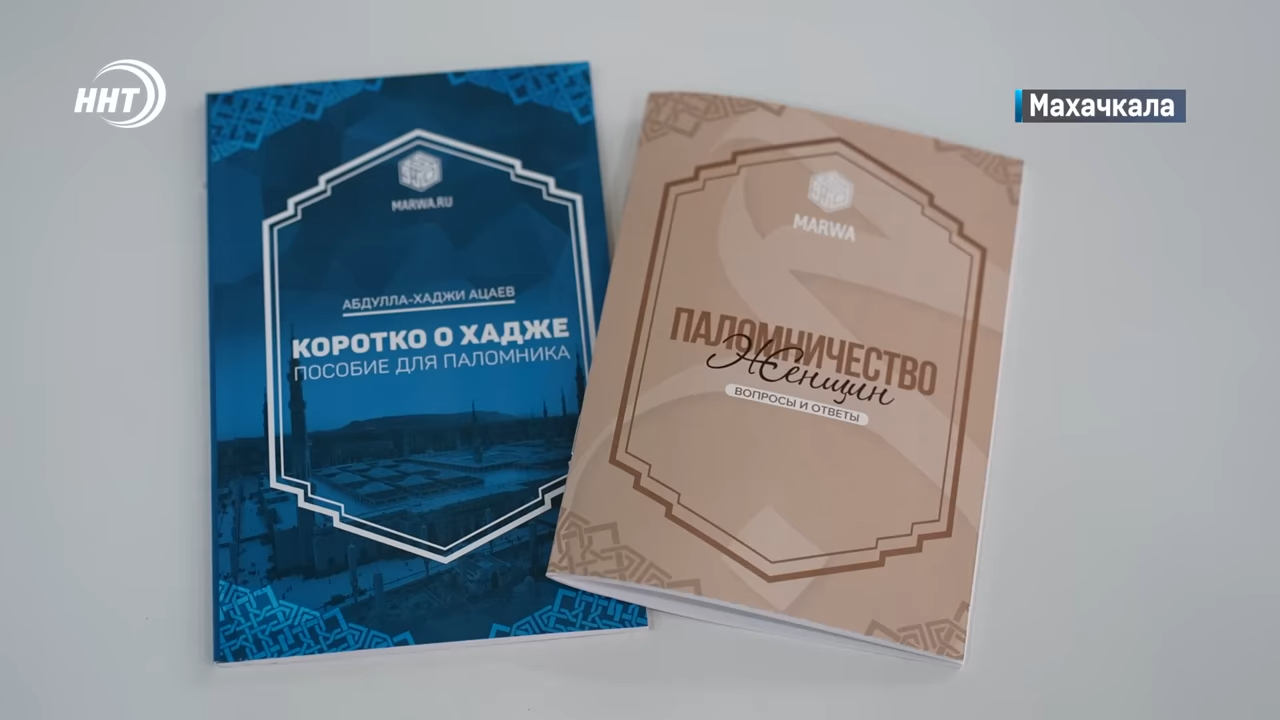 ННТ
Махачкала
MARWA.RU
АБДУЛЛА-ХАДЖИ АЦАЕВ
КОРОТКО О ХАДЖЕ
ПОСОБИЕ ДЛЯ ПАЛОМНИКА
MARWA
ПАЛОМНИЧЕСТВО
Женщин
ВОПРОСЫ И ОТВЕТЫ